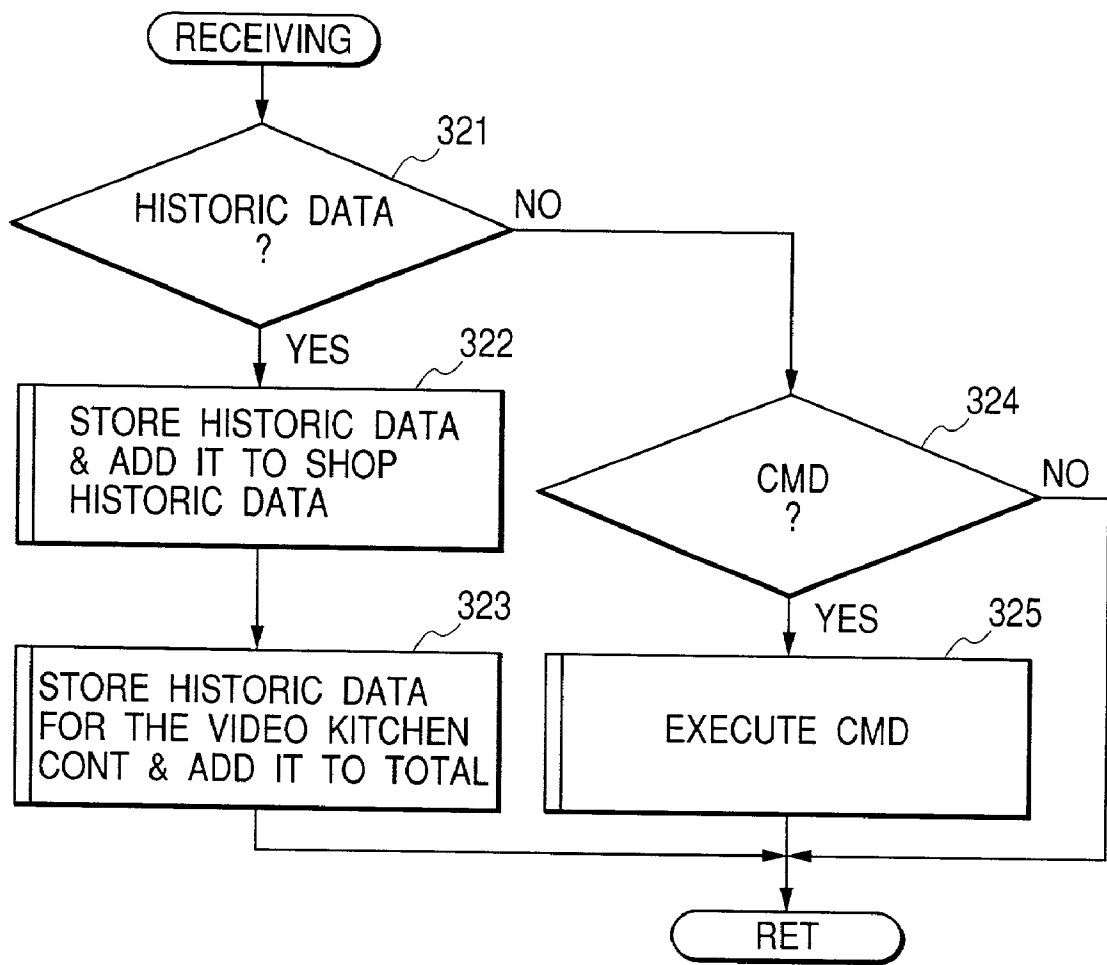 RECEIVING
321
HISTORIC DATA
?
NO
YES
322
STORE HISTORIC DATA
& ADD IT TO SHOP
HISTORIC DATA
323
STORE HISTORIC DATA
FOR THE VIDEO KITCHEN
CONT & ADD IT TO TOTAL
324
CMD
?
NO
YES
325
EXECUTE CMD
RET